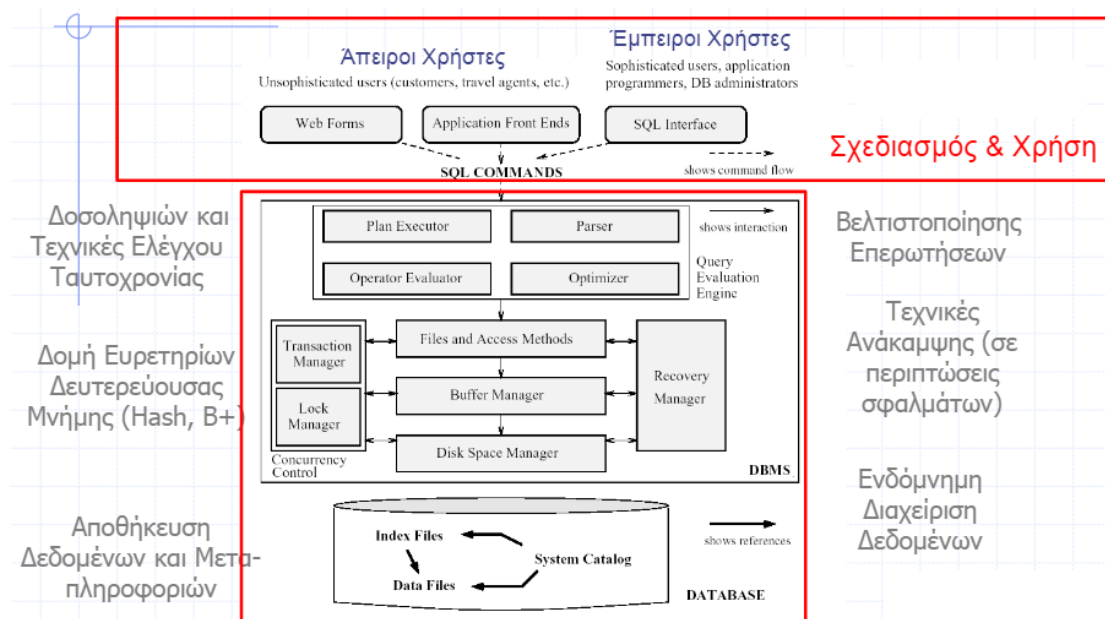 Άπειροι Χρήστες
Έμπειροι Χρήστες
Unsophisticated users (customers, travel agents, etc.)
Sophisticated users, application
programmers, DB administrators
Web Forms
Application Front Ends
SQL Interface
Σχεδιασμός & Χρήση
SQL COMMANDS
shows command flow
Δοσοληψιών και
Τεχνικές Ελέγχου
Ταυτοχρονίας
Plan Executor
Parser
shows interaction
Operator Evaluator
Optimizer
Query
Evaluation
Engine
Βελτιστοποίησης
Επερωτήσεων
Δομή Ευρετηρίων
Δευτερεύουσας
Μνήμης (Hash, B+)
Transaction
Manager
Lock
Manager
Concurrency
Control
Files and Access Methods
Buffer Manager
Disk Space Manager
Recovery
Manager
DBMS
Τεχνικές
Ανάκαμψης (σε
περιπτώσεις
σφαλμάτων)
Αποθήκευση
Δεδομένων και Μετα-
πληροφοριών
Index Files
System Catalog
Data Files
shows references
DATABASE
Ενδόμνημη
Διαχείριση
Δεδομένων